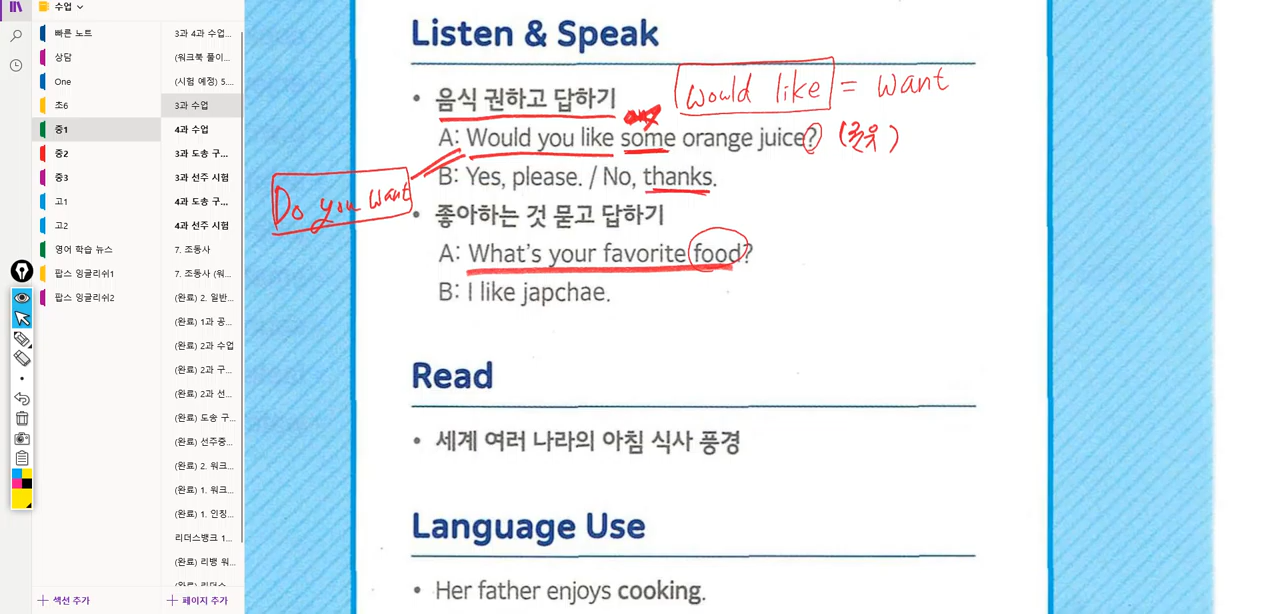 수업
빠른 노트
상담
One
초6
중1
중2
중3
고1
고2
영어 학습 뉴스
팝스 잉글리쉬1
팝스 잉글리쉬2
섹션 추가
3과 4과 수업...
(워크북 풀이...
(시험 예정) 5....
3과 수업
4과 수업
3과 도송 구...
3과 선주 시험
4과 도송 구...
4과 선주 시험
7. 조동사
7. 조동사 (워...
(완료) 2. 일반...
(완료) 1과 공...
(완료) 2과 수업
(완료) 2과 구...
(완료) 2과 선...
(완료) 도송 구...
(완료) 선주중...
(완료) 2. 워크...
(완료) 1. 워크...
(완료) 1. 인칭...
리더스뱅크 1...
(완료) 리뱅 워...
(완료) 리더스
페이지 추가
Listen & Speak
would like = want
• 음식 권하고 답하기
any
A: Would you like some orange juice? (권유)
Do you want
B: Yes, please. / No, thanks.
• 좋아하는 것 묻고 답하기
A: What's your favorite food?
B: I like japchae.
Read
• 세계 여러 나라의 아침 식사 풍경
Language Use
• Her father enjoys cooking.